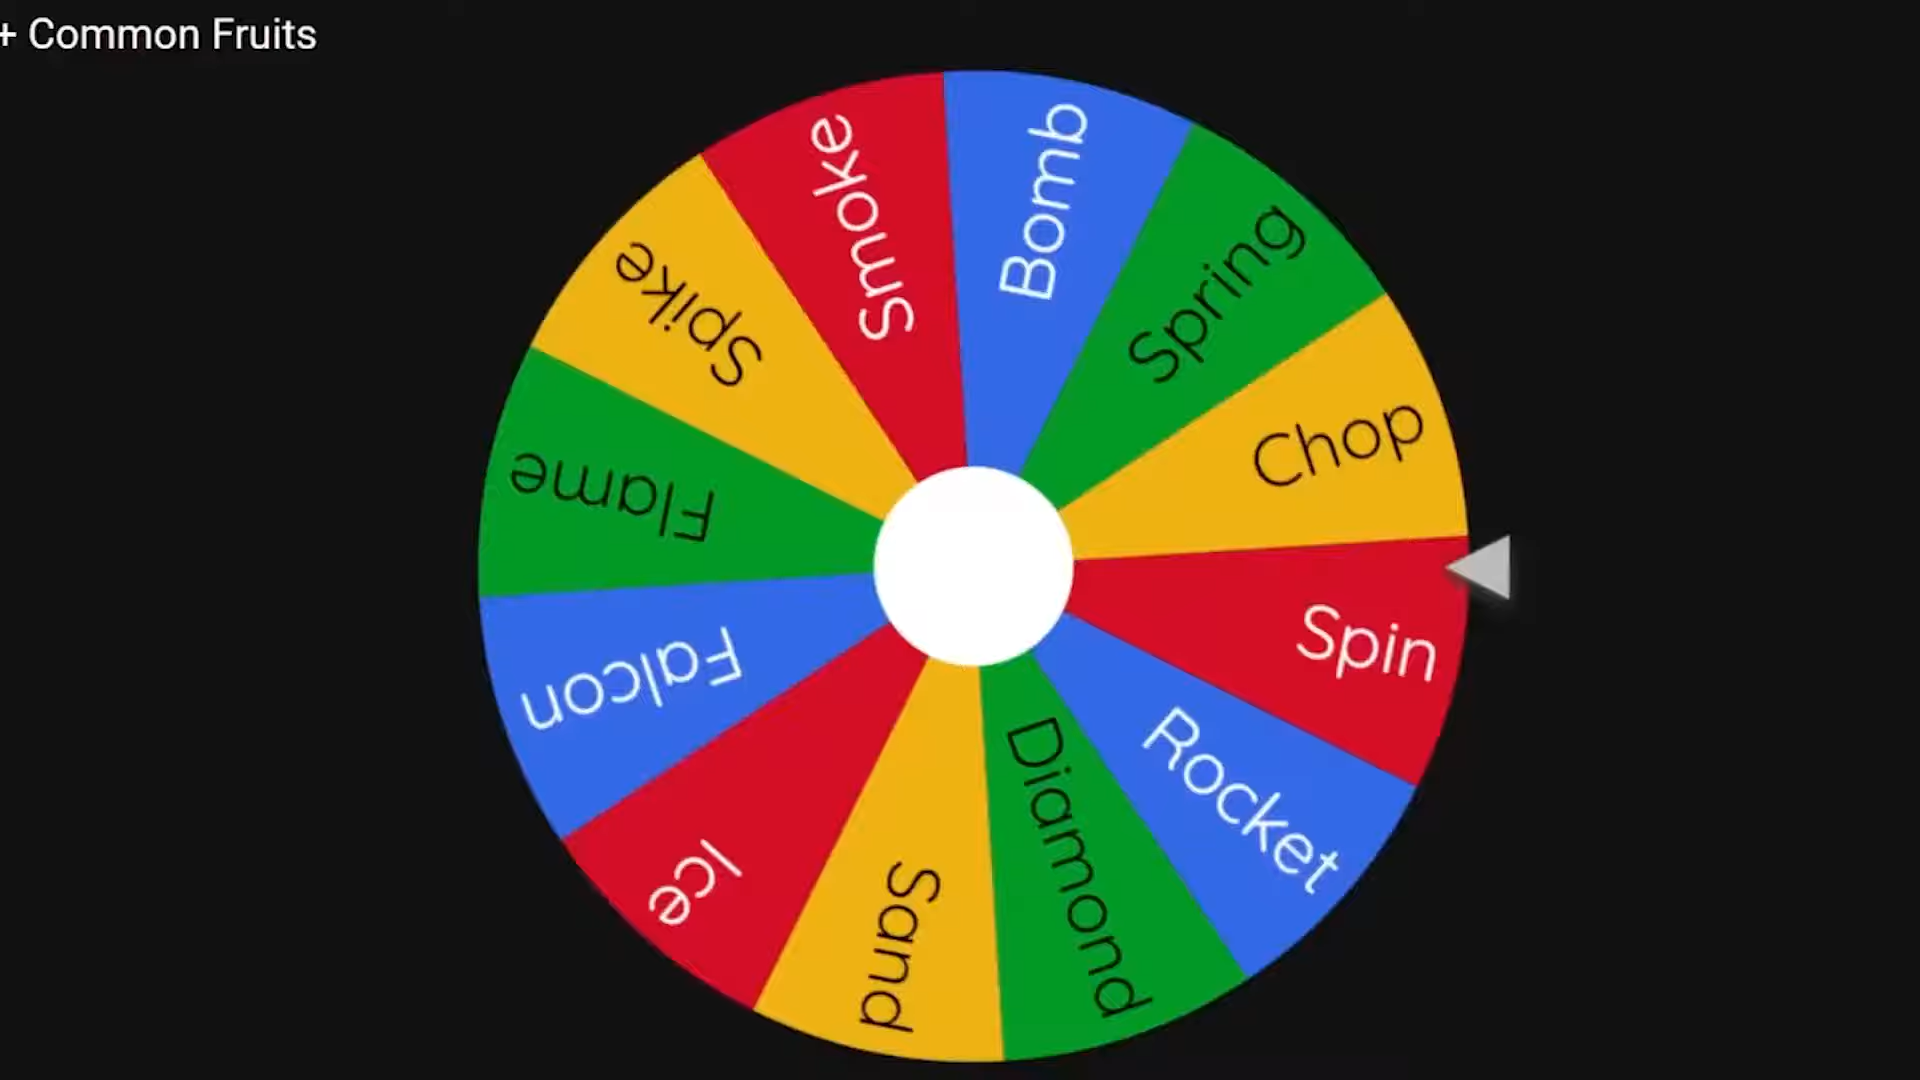 + Common Fruits
Bomb
Spring
Chop
Spin
Rocket
Diamond
Sand
Ice
Falcon
Flame
Spike
Smoke